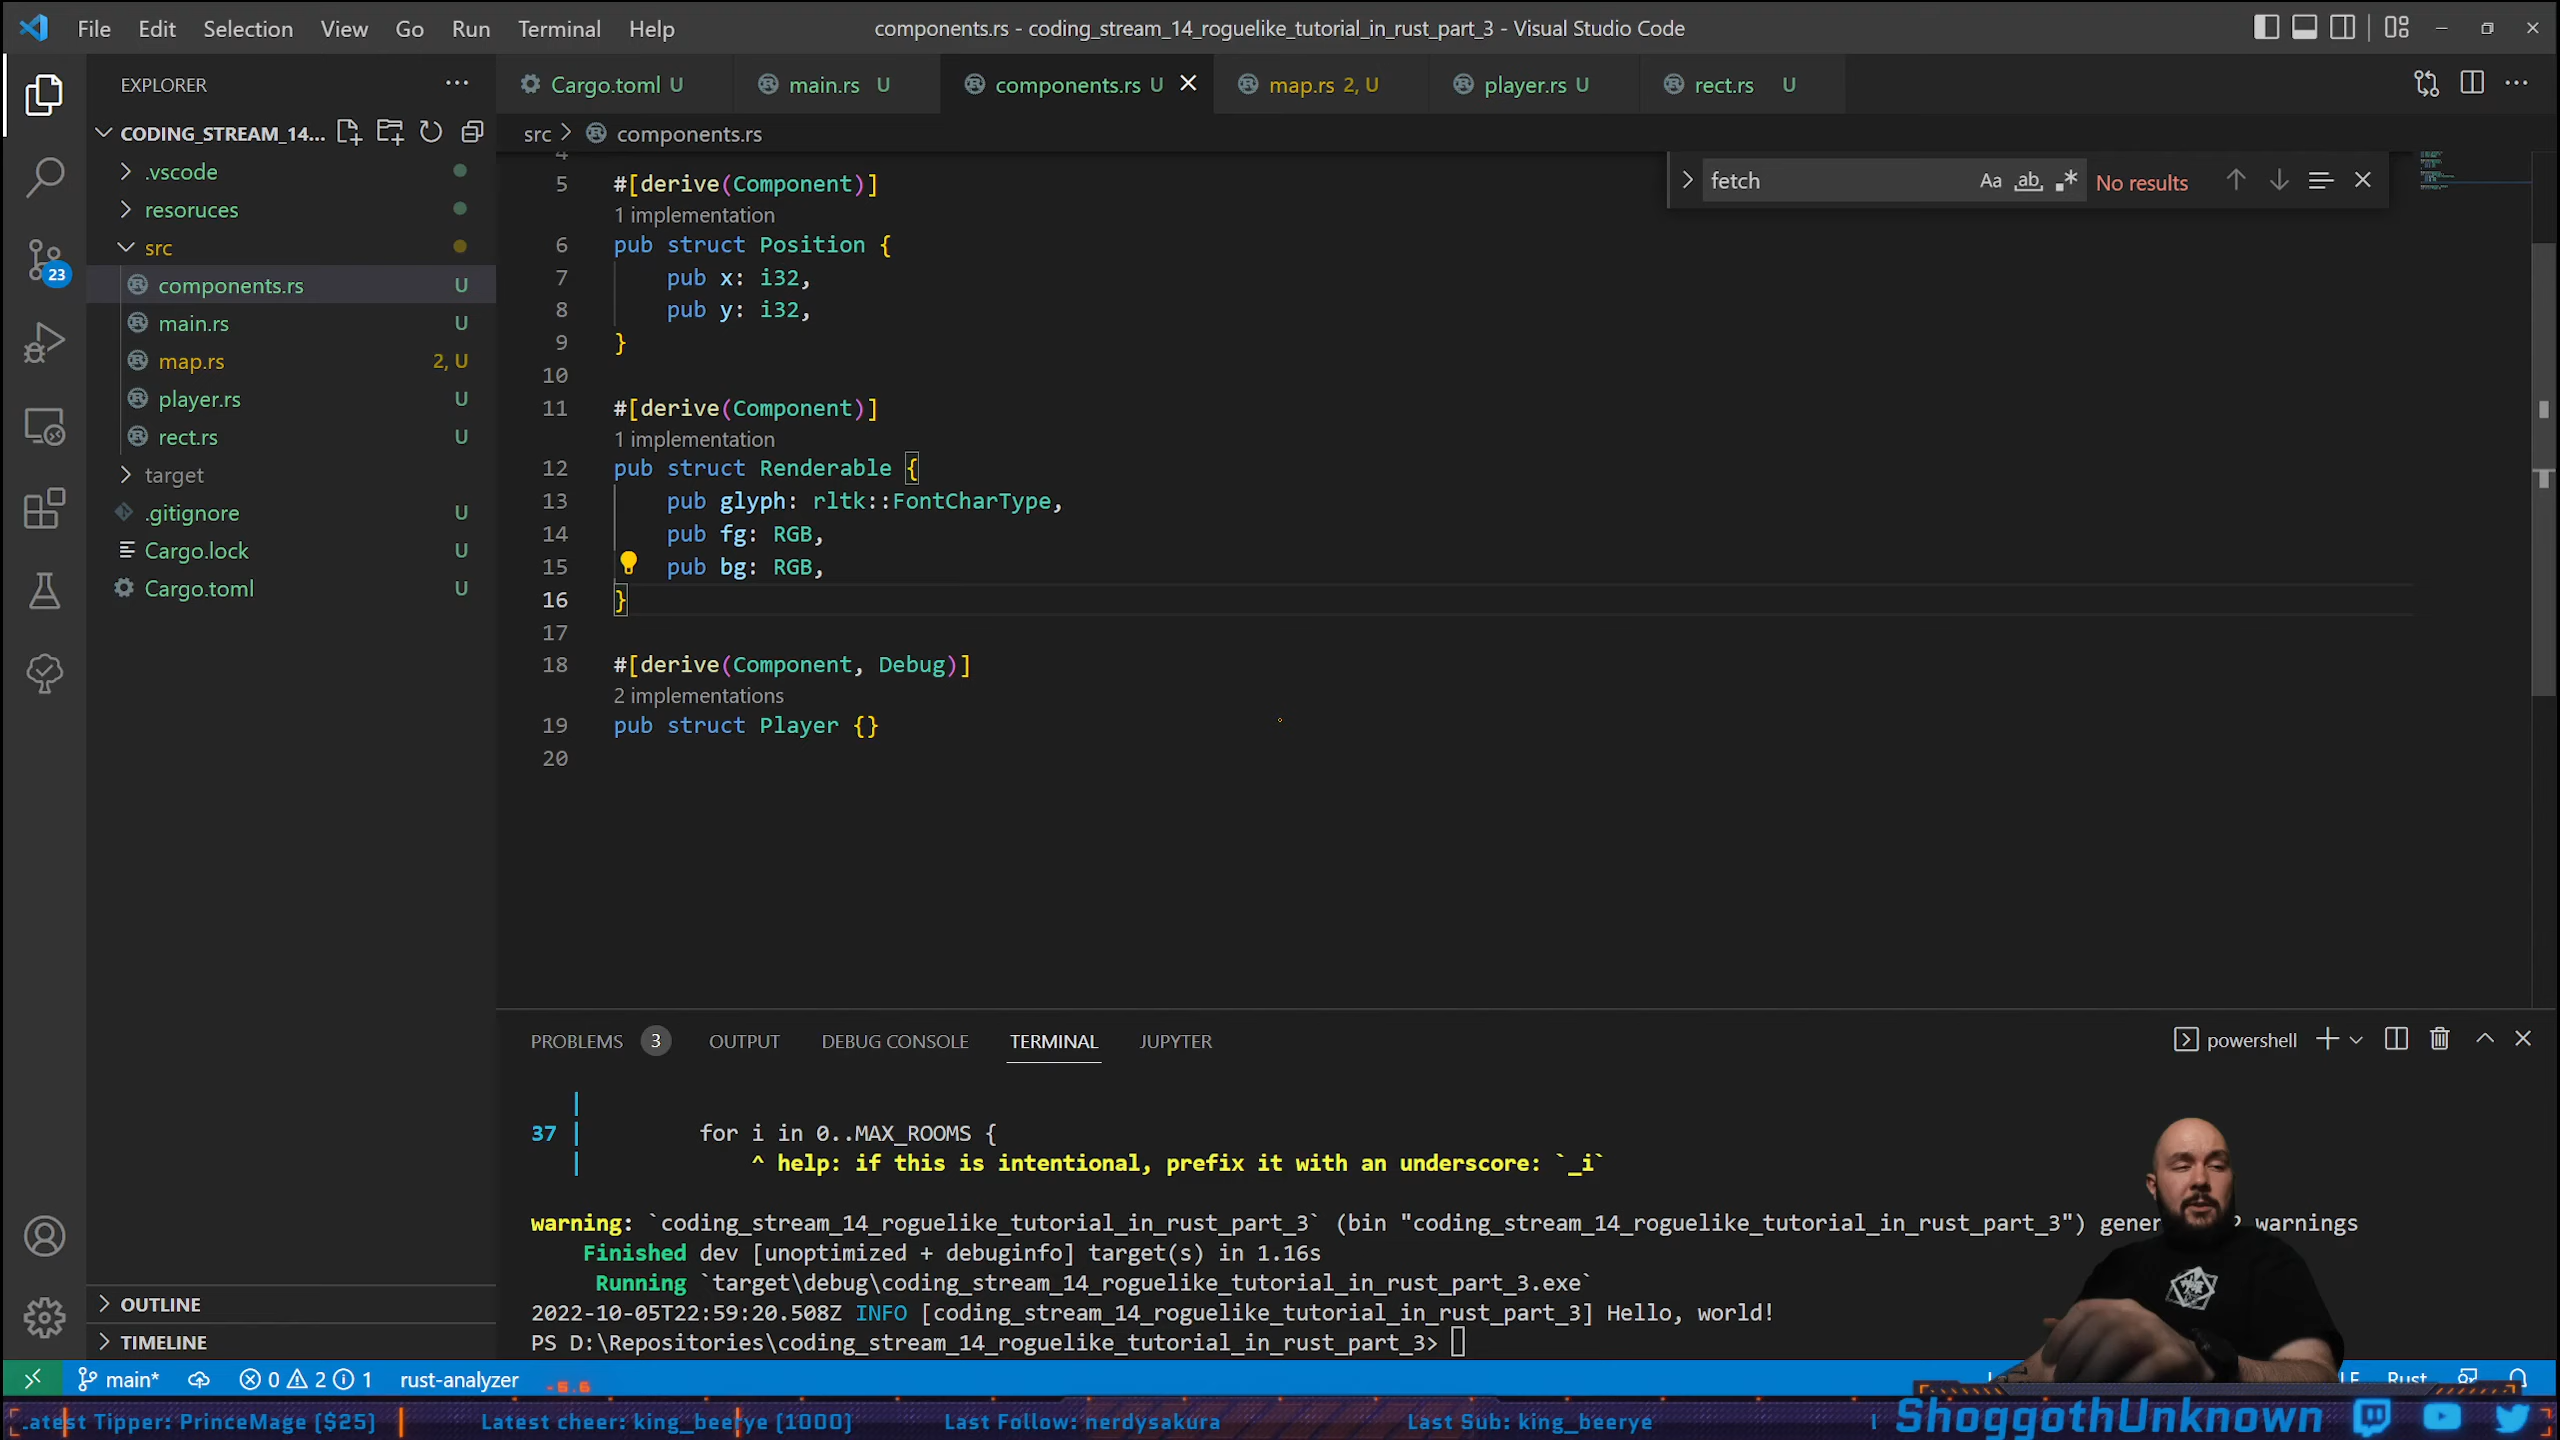 File Edit Selection View Go Run Terminal Help
components.rs - coding_stream_14_roguelike_tutorial_in_rust_part_3 - Visual Studio Code
EXPLORER
Cargo.toml U
main.rs U
components.rs U
map.rs 2, U
player.rs U
rect.rs U
CODING_STREAM_14...
src > components.rs
.vscode
resoruces
src
components.rs U
main.rs U
map.rs 2, U
player.rs U
rect.rs U
target
.gitignore U
Cargo.lock U
Cargo.toml U
23
fetch
Aa ab No results
4
5 #[derive(Component)]
1 implementation
6 pub struct Position {
7 pub x: i32,
8 pub y: i32,
9 }
10
11 #[derive(Component)]
1 implementation
12 pub struct Renderable {
13 pub glyph: rltk::FontCharType,
14 pub fg: RGB,
15 pub bg: RGB,
16 }
17
18 #[derive(Component, Debug)]
2 implementations
19 pub struct Player {}
20
PROBLEMS 3 OUTPUT DEBUG CONSOLE TERMINAL JUPYTER
powershell
|
37 | for i in 0..MAX_ROOMS {
| ^ help: if this is intentional, prefix it with an underscore: `_i`
warning: `coding_stream_14_roguelike_tutorial_in_rust_part_3` (bin "coding_stream_14_roguelike_tutorial_in_rust_part_3") warnings
Finished dev [unoptimized + debuginfo] target(s) in 1.16s
Running `target\debug\coding_stream_14_roguelike_tutorial_in_rust_part_3.exe`
2022-10-05T22:59:20.508Z INFO [coding_stream_14_roguelike_tutorial_in_rust_part_3] Hello, world!
PS D:\Repositories\coding_stream_14_roguelike_tutorial_in_rust_part_3>
OUTLINE
TIMELINE
main* 0 2 1 rust-analyzer
Rust
Tipper: PrinceMage ($25)
Latest cheer: king_beerye (1000)
Last Follow: nerdysakura
Last Sub: king_beerye
ShoggothUnknown